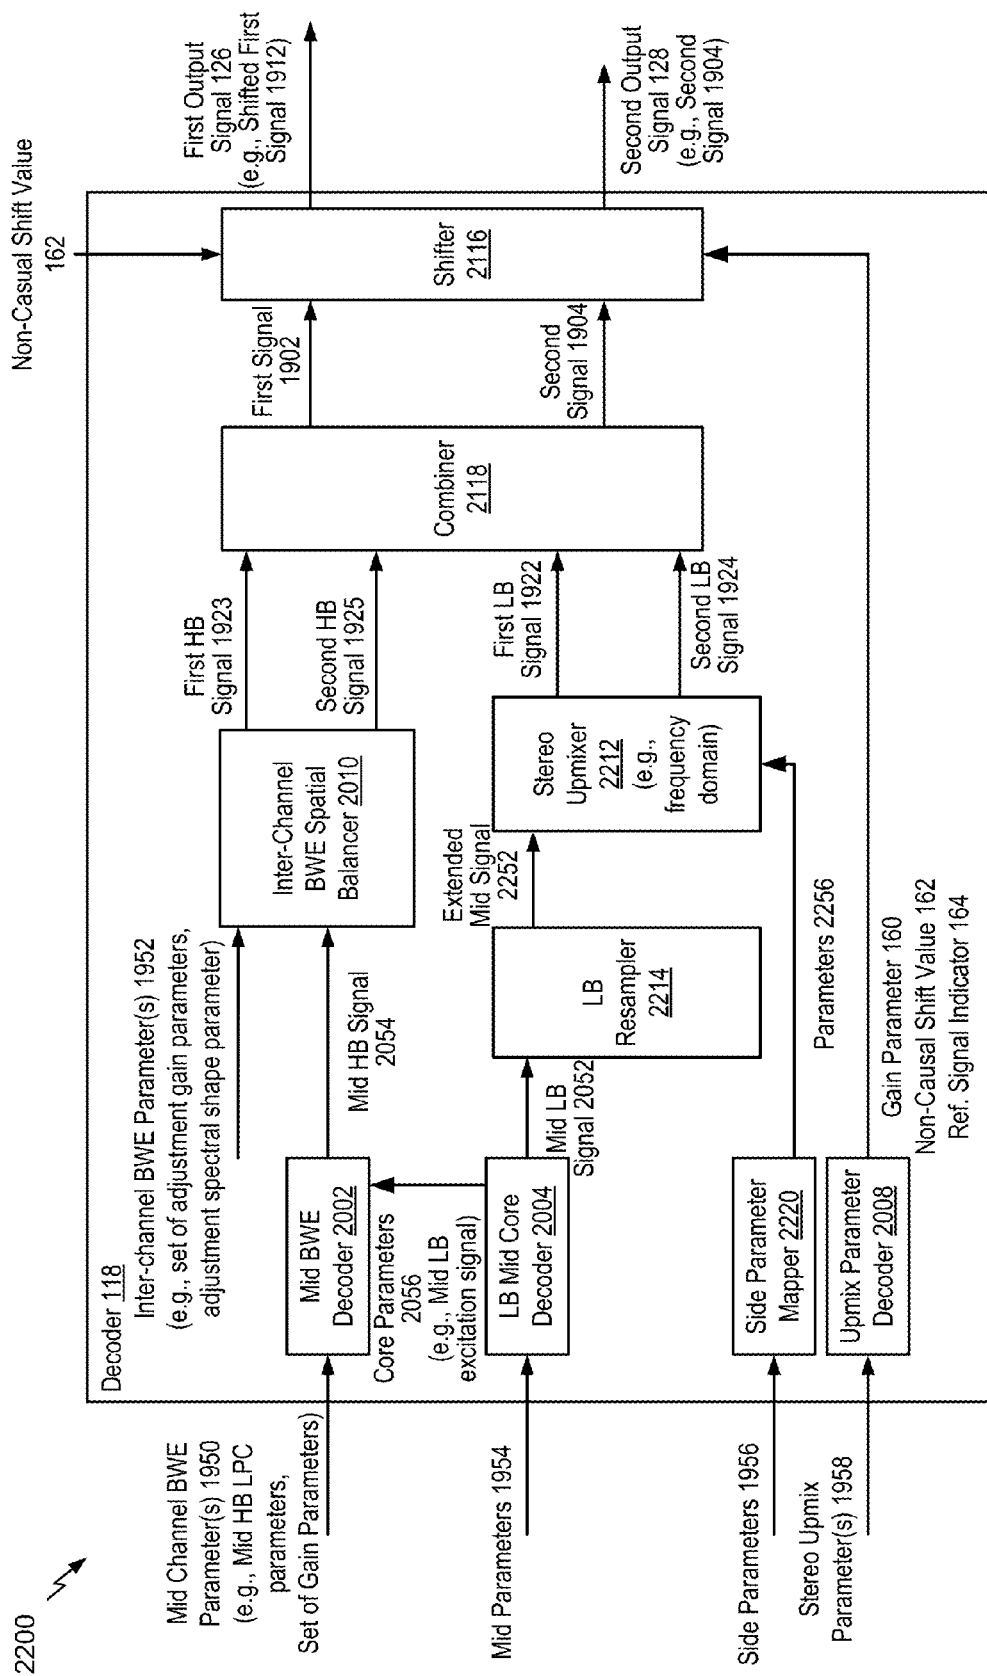 2200
Decoder 118
Mid Channel BWE
Parameter(s) 1950
(e.g., Mid HB LPC
parameters,
Set of Gain Parameters)
Mid Parameters 1954
Side Parameters 1956
Stereo Upmix
Parameter(s) 1958
Inter-channel BWE Parameter(s) 1952
(e.g., set of adjustment gain parameters,
adjustment spectral shape parameter)
Mid BWE
Decoder 2002
Core Parameters
2056
(e.g., Mid LB
excitation signal)
LB Mid Core
Decoder 2004
Side Parameter
Mapper 2220
Upmix Parameter
Decoder 2008
Mid HB Signal
2054
Mid LB
Signal 2052
LB
Resampler
2214
Parameters 2256
Gain Parameter 160
Non-Causal Shift Value 162
Ref. Signal Indicator 164
Inter-Channel
BWE Spatial
Balancer 2010
Extended
Mid Signal
2252
Stereo
Upmixer
2212
(e.g.,
frequency
domain)
First HB
Signal 1923
Second HB
Signal 1925
First LB
Signal 1922
Second LB
Signal 1924
Combiner
2118
First Signal
1902
Second
Signal 1904
Shifter
2116
Non-Casual Shift Value
162
First Output
Signal 126
(e.g., Shifted First
Signal 1912)
Second Output
Signal 128
(e.g., Second
Signal 1904)